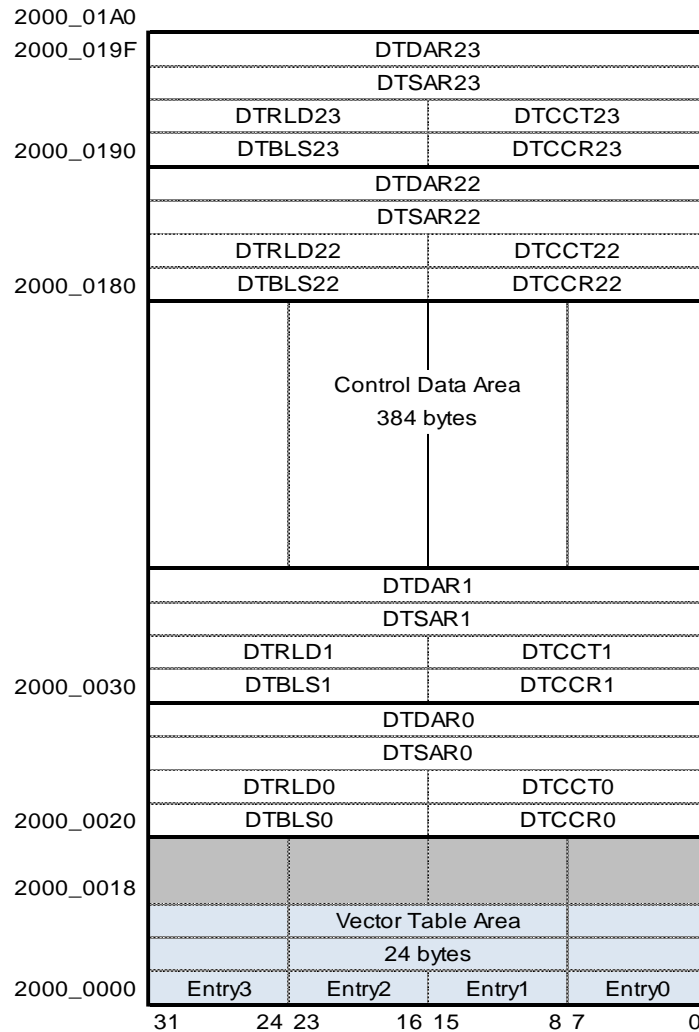 2000_01A0
2000_019F DTDAR23
DTSAR23
DTRLD23 DTCCT23
2000_0190 DTBLS23 DTCCR23
DTDAR22
DTSAR22
DTRLD22 DTCCT22
2000_0180 DTBLS22 DTCCR22
Control Data Area
384 bytes
DTDAR1
DTSAR1
DTRLD1 DTCCT1
2000_0030 DTBLS1 DTCCR1
DTDAR0
DTSAR0
DTRLD0 DTCCT0
2000_0020 DTBLS0 DTCCR0
2000_0018
Vector Table Area
24 bytes
2000_0000 Entry3 Entry2 Entry1 Entry0
31 24 23 16 15 8 7 0